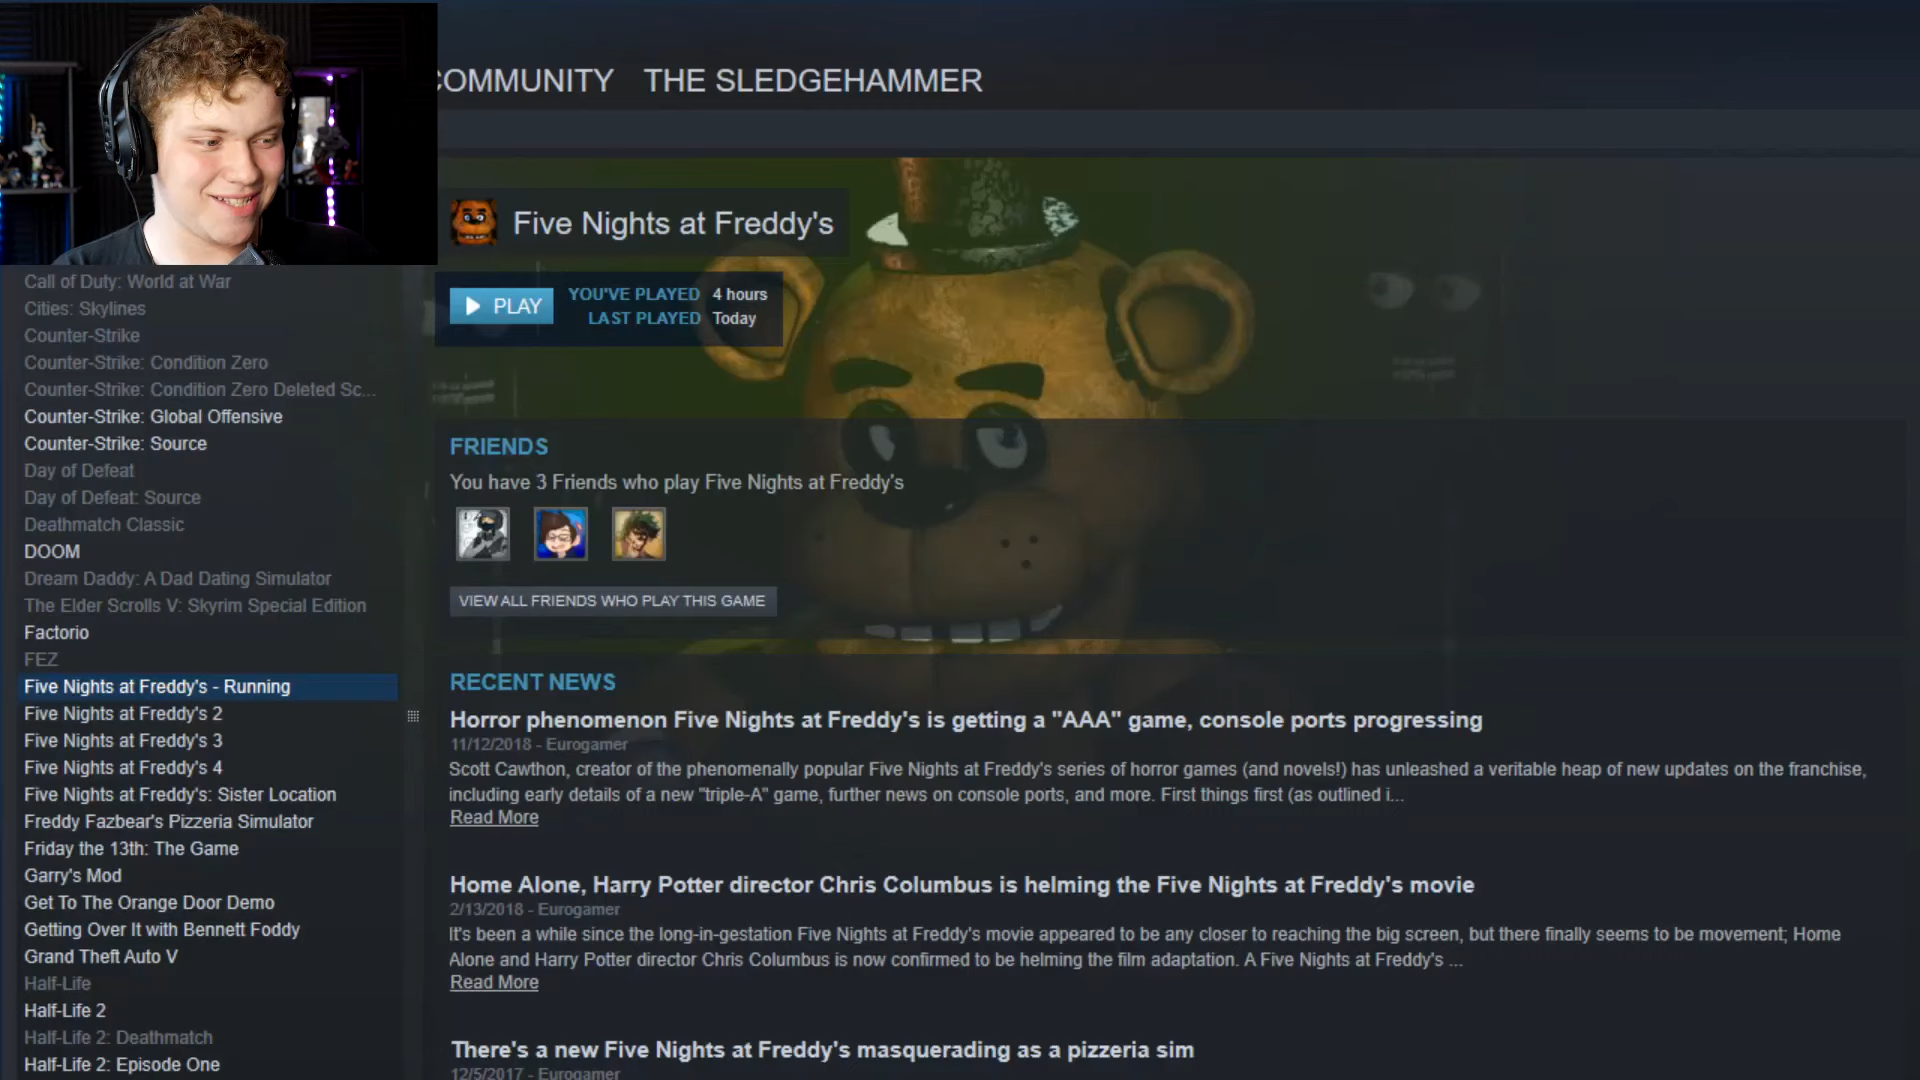 COMMUNITY THE SLEDGEHAMMER
Five Nights at Freddy's
PLAY
YOU'VE PLAYED 4 hours
LAST PLAYED Today
FRIENDS
You have 3 Friends who play Five Nights at Freddy's
VIEW ALL FRIENDS WHO PLAY THIS GAME
RECENT NEWS
Horror phenomenon Five Nights at Freddy's is getting a "AAA" game, console ports progressing
11/12/2018 - Eurogamer
Scott Cawthon, creator of the phenomenally popular Five Nights at Freddy's series of horror games (and novels!) has unleashed a veritable heap of new updates on the franchise,
including early details of a new "triple-A" game, further news on console ports, and more. First things first (as outlined i...
Read More
Home Alone, Harry Potter director Chris Columbus is helming the Five Nights at Freddy's movie
2/13/2018 - Eurogamer
It's been a while since the long-in-gestation Five Nights at Freddy's movie appeared to be any closer to reaching the big screen, but there finally seems to be movement; Home
Alone and Harry Potter director Chris Columbus is now confirmed to be helming the film adaptation. A Five Nights at Freddy's ...
Read More
There's a new Five Nights at Freddy's masquerading as a pizzeria sim
12/5/2017 - Eurogamer
Call of Duty: World at War
Cities: Skylines
Counter-Strike
Counter-Strike: Condition Zero
Counter-Strike: Condition Zero Deleted Sc...
Counter-Strike: Global Offensive
Counter-Strike: Source
Day of Defeat
Day of Defeat: Source
Deathmatch Classic
DOOM
Dream Daddy: A Dad Dating Simulator
The Elder Scrolls V: Skyrim Special Edition
Factorio
FEZ
Five Nights at Freddy's - Running
Five Nights at Freddy's 2
Five Nights at Freddy's 3
Five Nights at Freddy's 4
Five Nights at Freddy's: Sister Location
Freddy Fazbear's Pizzeria Simulator
Friday the 13th: The Game
Garry's Mod
Get To The Orange Door Demo
Getting Over It with Bennett Foddy
Grand Theft Auto V
Half-Life
Half-Life 2
Half-Life 2: Deathmatch
Half-Life 2: Episode One